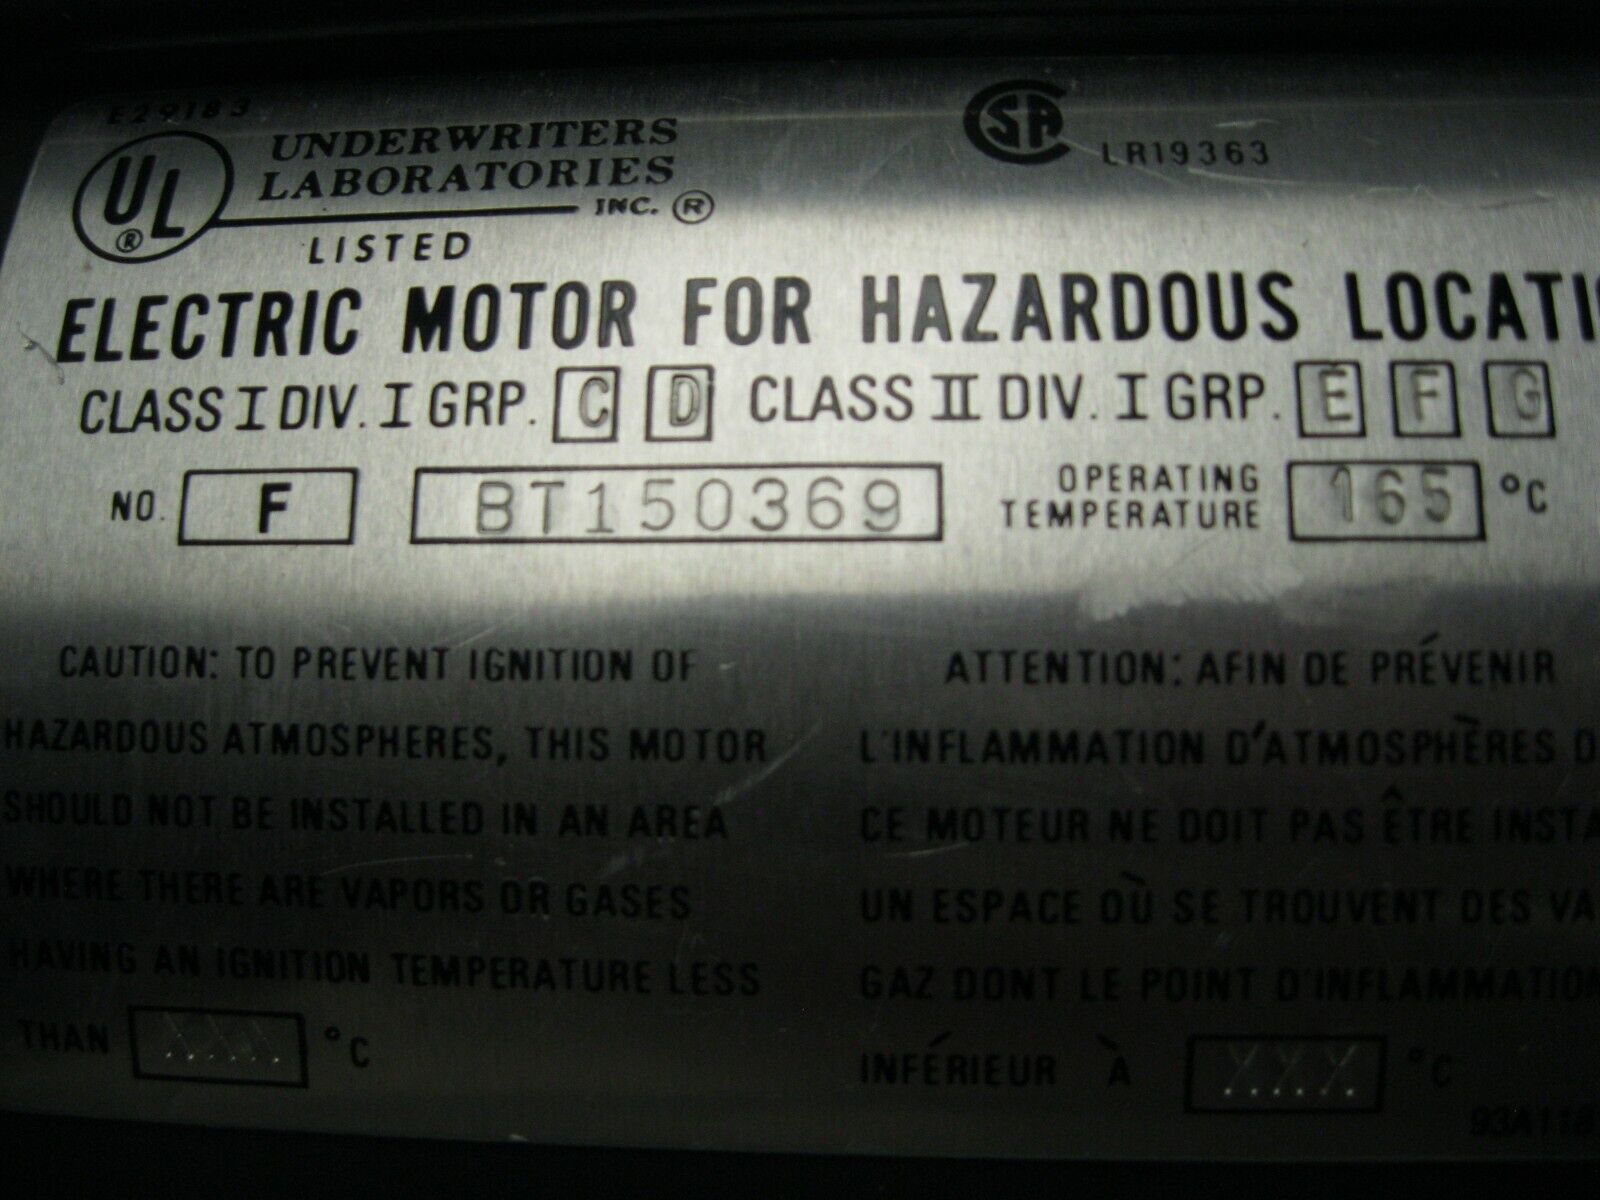 E29183
UL ® UNDERWRITERS
LABORATORIES
INC. ®
LISTED
CSA LR19363
ELECTRIC MOTOR FOR HAZARDOUS LOCATIO
CLASS I DIV. I GRP. C D CLASS II DIV. I GRP. E F G
NO. F BT150369 OPERATING TEMPERATURE 165 °C
CAUTION: TO PREVENT IGNITION OF
HAZARDOUS ATMOSPHERES, THIS MOTOR
SHOULD NOT BE INSTALLED IN AN AREA
WHERE THERE ARE VAPORS OR GASES
HAVING AN IGNITION TEMPERATURE LESS
THAN °C
ATTENTION: AFIN DE PRÉVENIR
L'INFLAMMATION D'ATMOSPHÈRES D
CE MOTEUR NE DOIT PAS ÊTRE INSTA
UN ESPACE OÙ SE TROUVENT DES VA
GAZ DONT LE POINT D'INFLAMMATION
INFÉRIEUR À °C